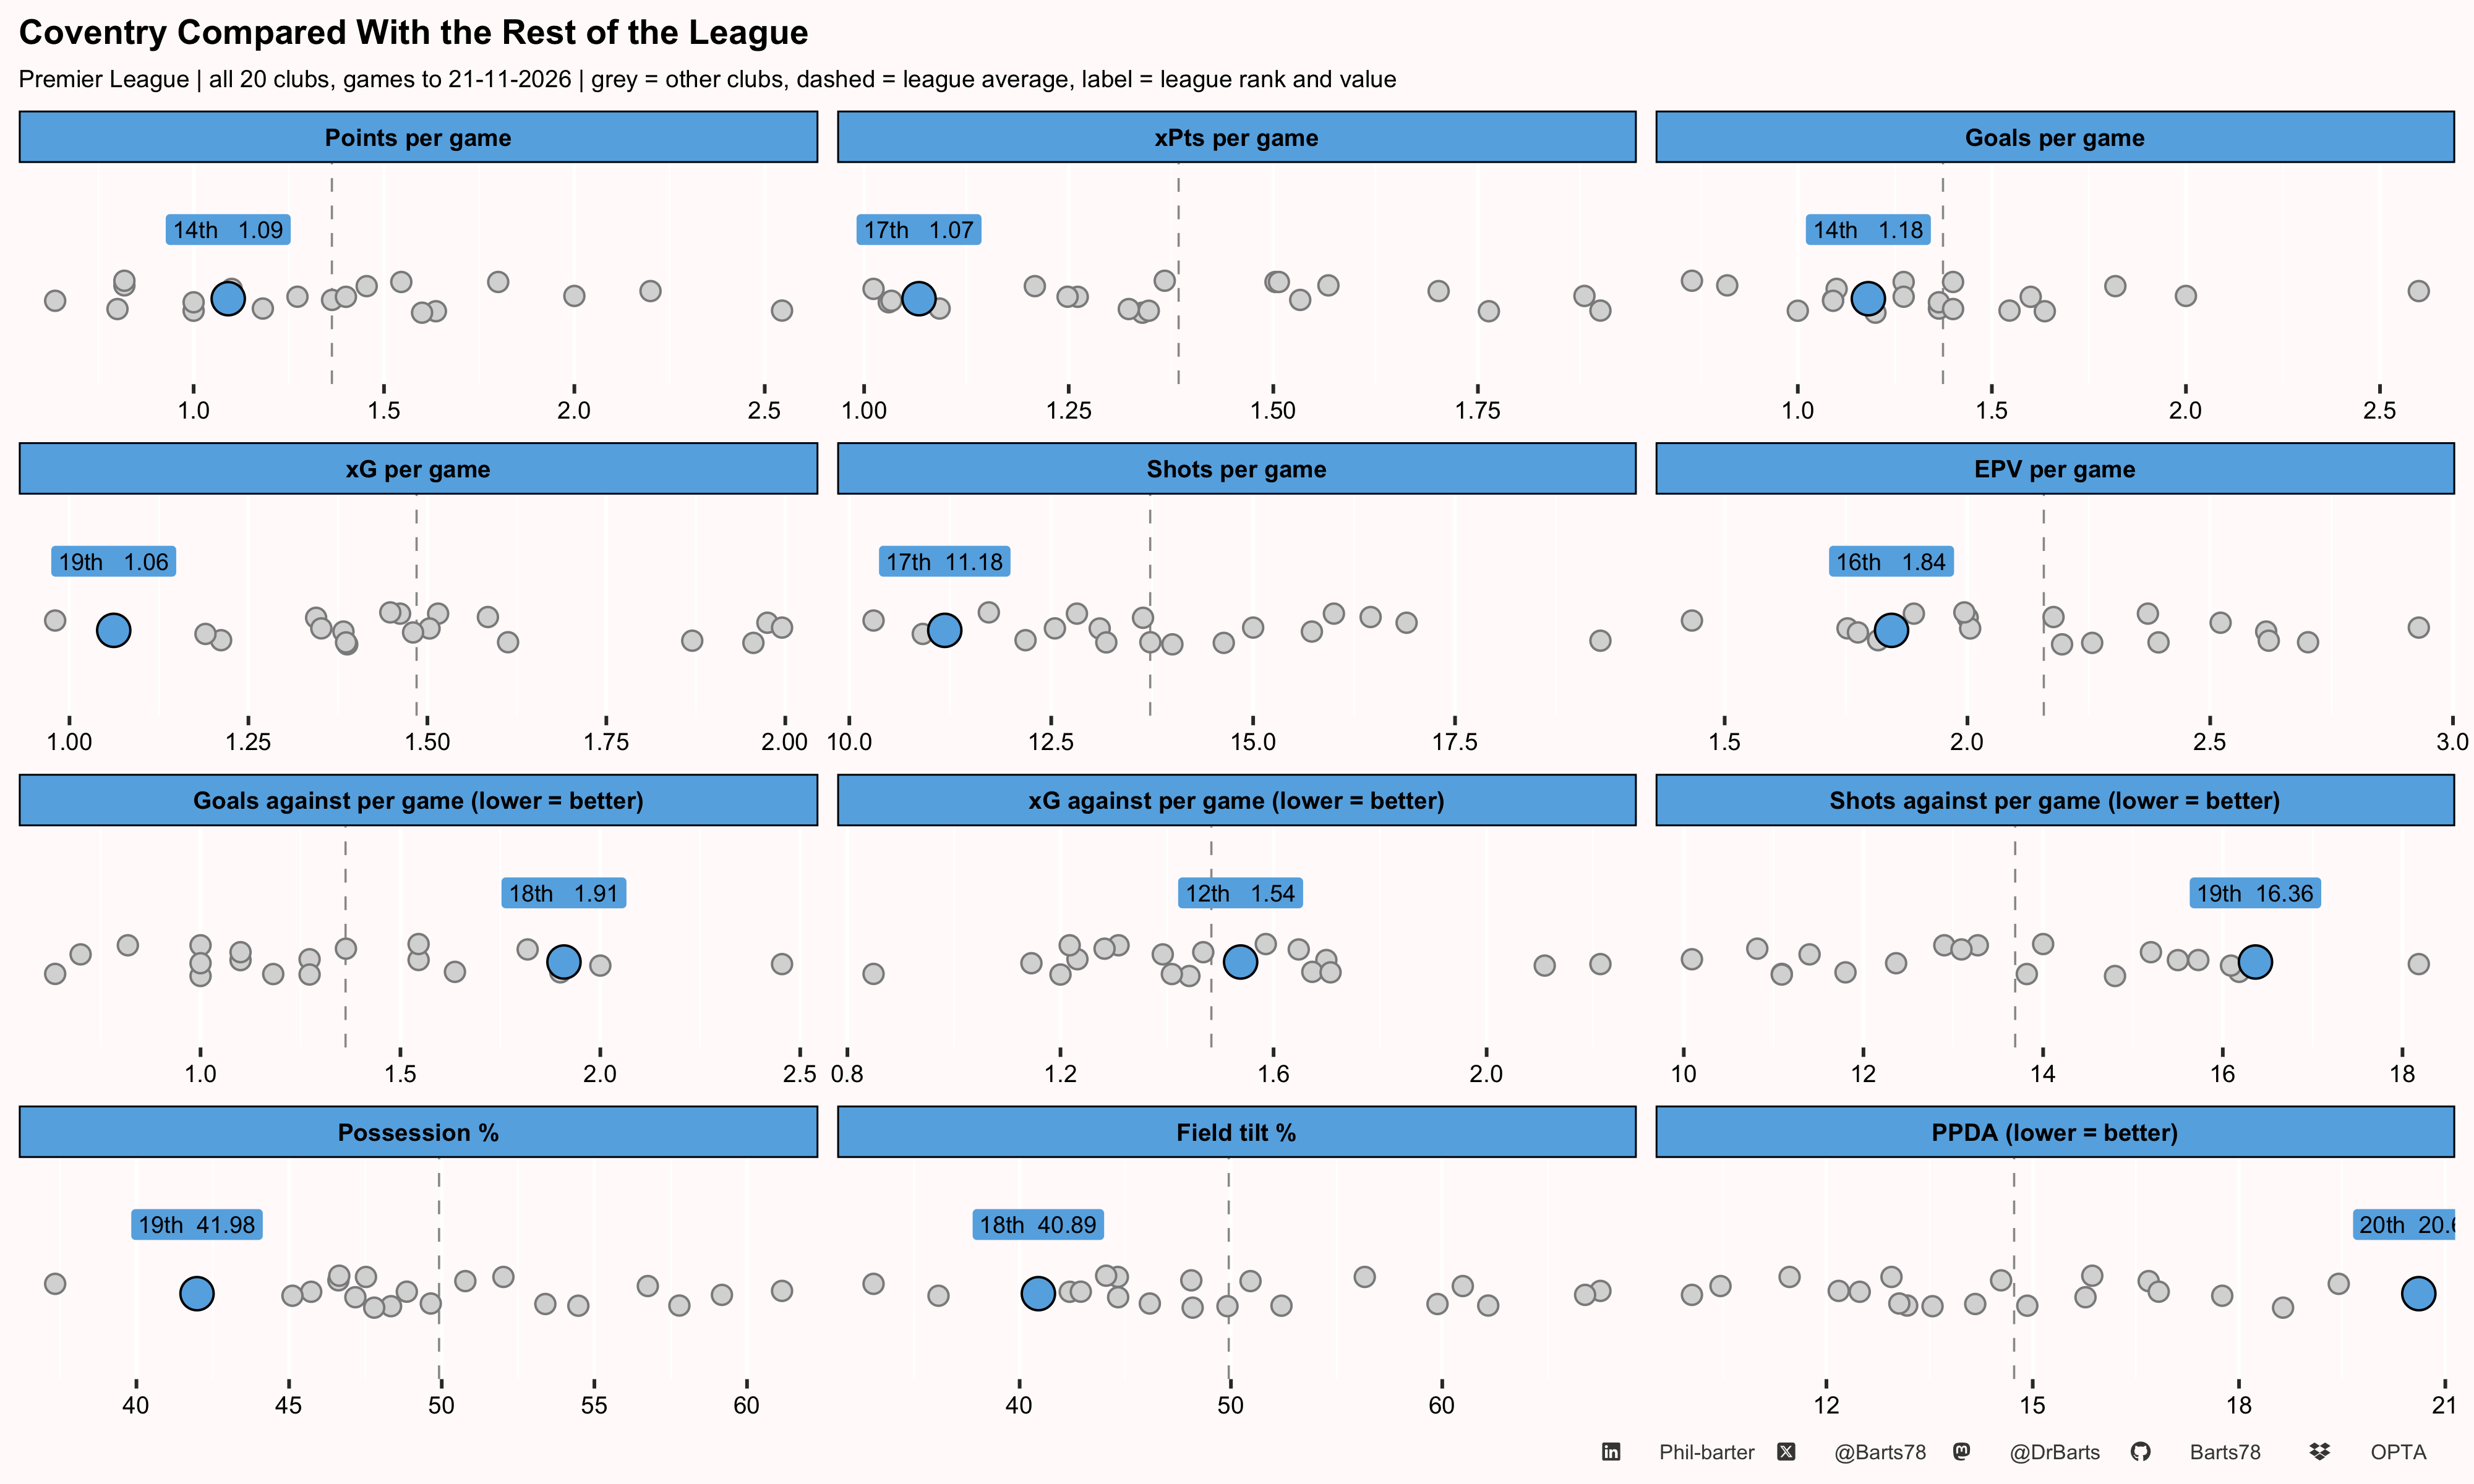 Coventry Compared With the Rest of the League
Premier League | all 20 clubs, games to 21-11-2026 | grey = other clubs, dashed = league average, label = league rank and value
Points per game
xPts per game
Goals per game
14th 1.09
17th 1.07
14th 1.18
1.0 1.5 2.0 2.5
1.00 1.25 1.50 1.75
1.0 1.5 2.0 2.5
xG per game
Shots per game
EPV per game
19th 1.06
17th 11.18
16th 1.84
1.00 1.25 1.50 1.75 2.00
10.0 12.5 15.0 17.5
1.5 2.0 2.5 3.0
Goals against per game (lower = better)
xG against per game (lower = better)
Shots against per game (lower = better)
18th 1.91
12th 1.54
19th 16.36
1.0 1.5 2.0 2.5
0.8 1.2 1.6 2.0
10 12 14 16 18
Possession %
Field tilt %
PPDA (lower = better)
19th 41.98
18th 40.89
20th
40 45 50 55 60
40 50 60
12 15 18 21
Phil-barter @Barts78 @DrBarts Barts78 OPTA